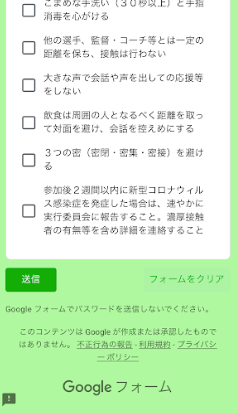 こまめな手洗い（３０秒以上）と手指
消毒を心がける
他の選手、監督・コーチ等とは一定の
距離を保ち、接触は行わない
大きな声で会話や声を出しての応援等
をしない
飲食は周囲の人となるべく距離を取っ
て対面を避け、会話を控えめにする
３つの密（密閉・密集・密接）を避け
る
参加後２週間以内に新型コロナウィル
ス感染症を発症した場合は、速やかに
実行委員会に報告すること。濃厚接触
者の有無等を含め詳細を連絡すること
送信
フォームをクリア
Google フォームでパスワードを送信しないでください。
このコンテンツは Google が作成または承認したもので
はありません。 不正行為の報告 - 利用規約 - プライバシ
ー ポリシー
Google フォーム